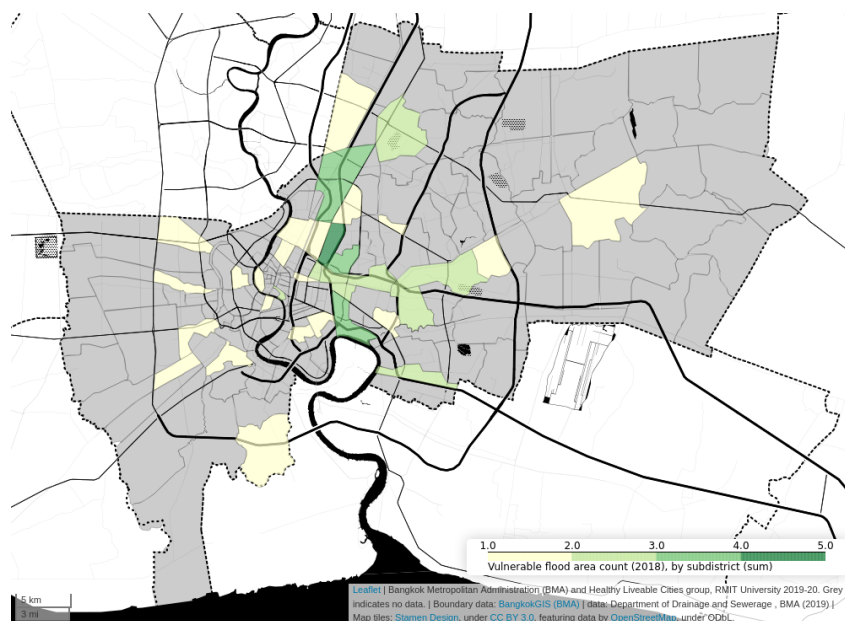 1.0 2.0 3.0 4.0 5.0
Vulnerable flood area count (2018), by subdistrict (sum)
5 km
3 mi
Leaflet | Bangkok Metropolitan Administration (BMA) and Healthy Liveable Cities group, RMIT University 2019-20. Grey
indicates no data. | Boundary data: BangkokGIS (BMA) | data: Department of Drainage and Sewerage , BMA (2019) |
Map tiles: Stamen Design, under CC BY 3.0, featuring data by OpenStreetMap, under ODbL.